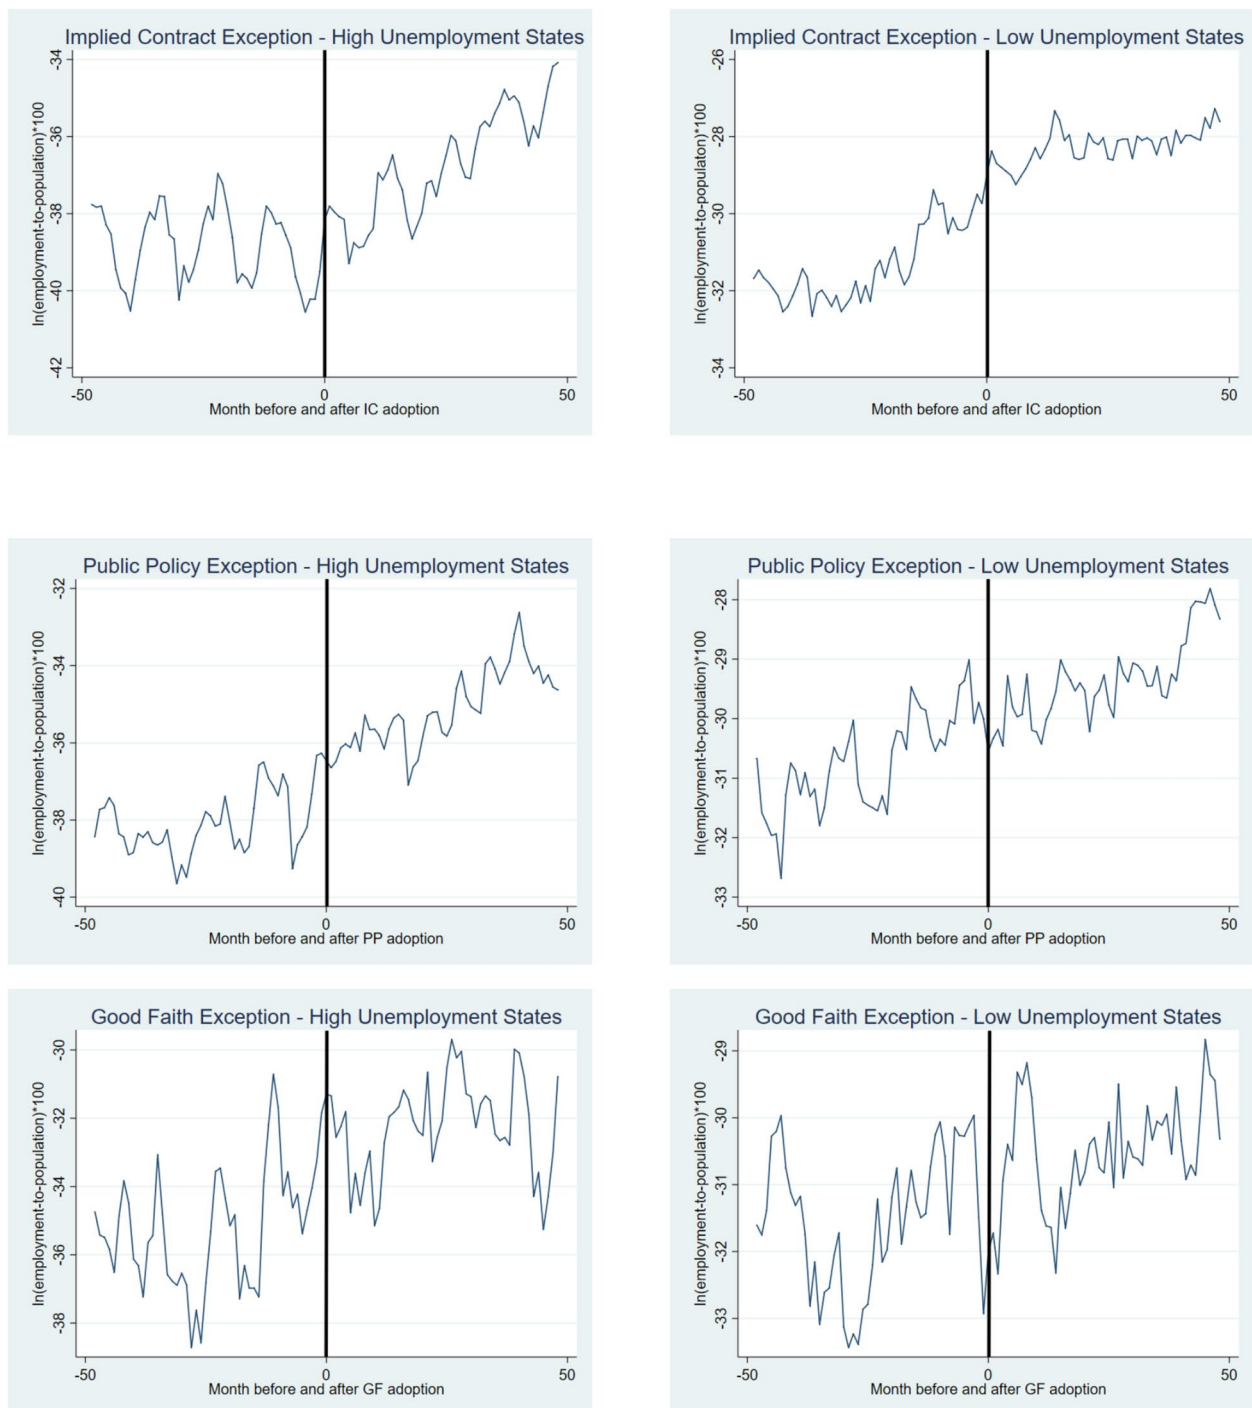 Implied Contract Exception - High Unemployment States
ln(employment-to-population)*100
-34
-36
-38
-40
-42
-50
0
50
Month before and after IC adoption
Implied Contract Exception - Low Unemployment States
ln(employment-to-populaton)*100
-26
-28
-30
-32
-34
-50
0
50
Month before and after IC adoption
Public Policy Exception - High Unemployment States
ln(employment-to-population)*100
-32
-34
-36
-38
-40
-50
0
50
Month before and after PP adoption
Public Policy Exception - Low Unemployment States
ln(employment-to-population)*100
-28
-29
-30
-31
-32
-33
-50
0
50
Month before and after PP adoption
Good Faith Exception - High Unemployment States
ln(employment-to-population)*100
-30
-32
-34
-36
-38
-50
0
50
Month before and after GF adoption
Good Faith Exception - Low Unemployment States
ln(employment-to-population)*100
-29
-30
-31
-32
-33
-50
0
50
Month before and after GF adoption